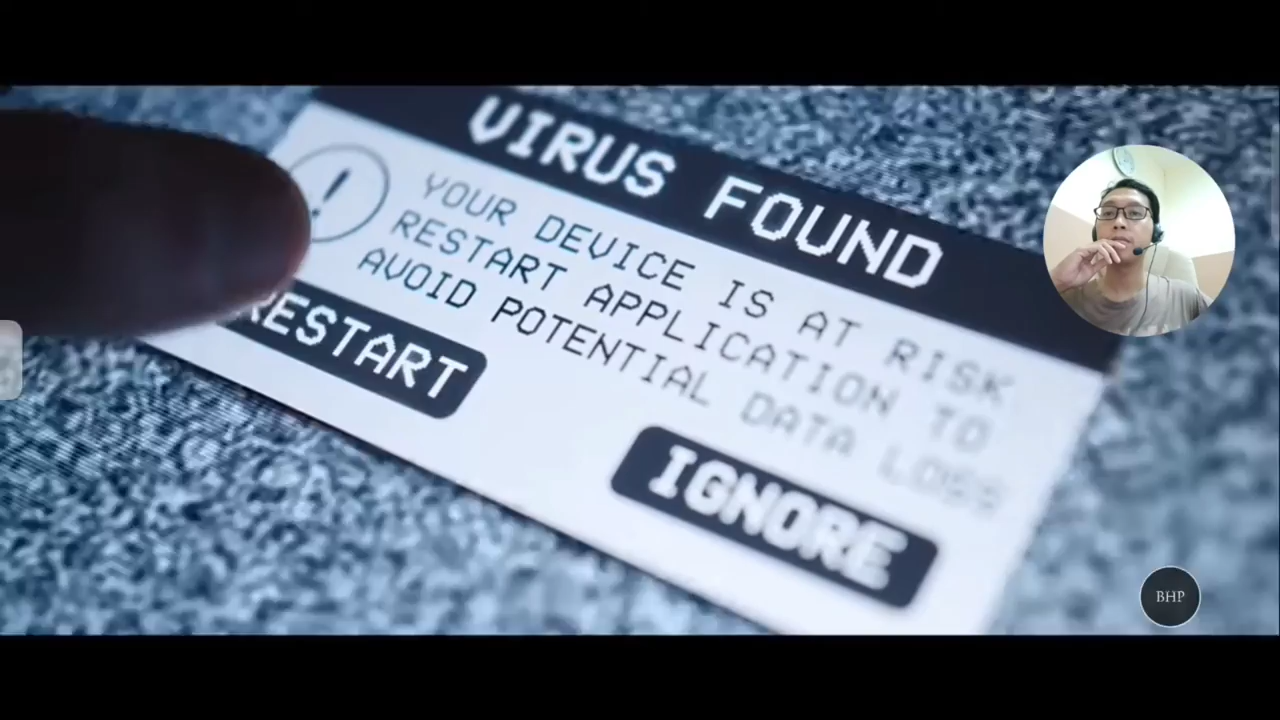 VIRUS FOUND
!
YOUR DEVICE IS AT RISK
RESTART APPLICATION TO
AVOID POTENTIAL DATA LOSS
RESTART
IGNORE
BHP